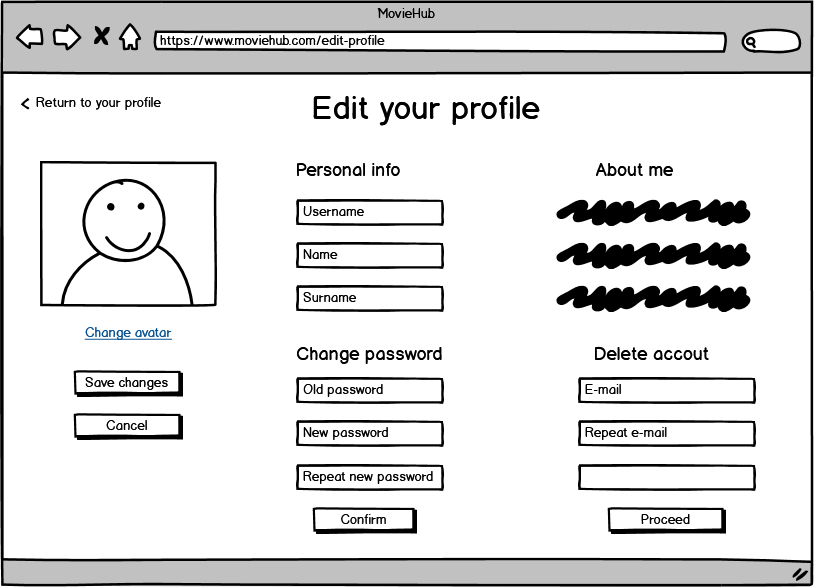 MovieHub
https://www.moviehub.com/edit-profile
Return to your profile
Edit your profile
Change avatar
Save changes
Cancel
Personal info
Username
Name
Surname
Change password
Old password
New password
Repeat new password
Confirm
About me
Delete accout
E-mail
Repeat e-mail
Proceed